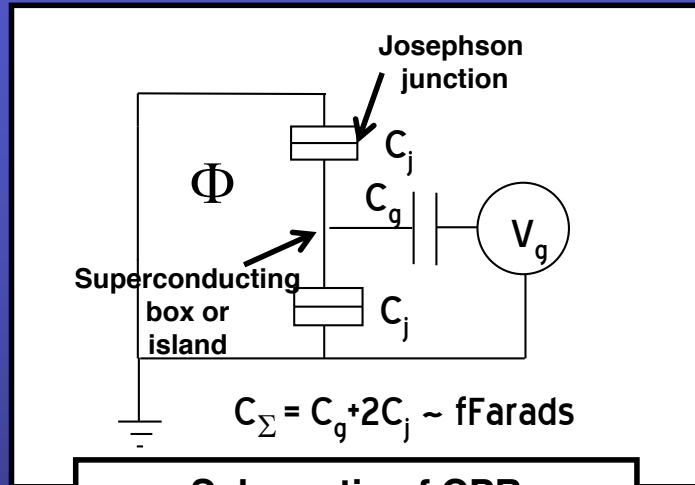 Josephson
junction
C_j
Φ
C_g
V_g
Superconducting
box or
island
C_j
C_Σ = C_g+2C_j ~ fFarads